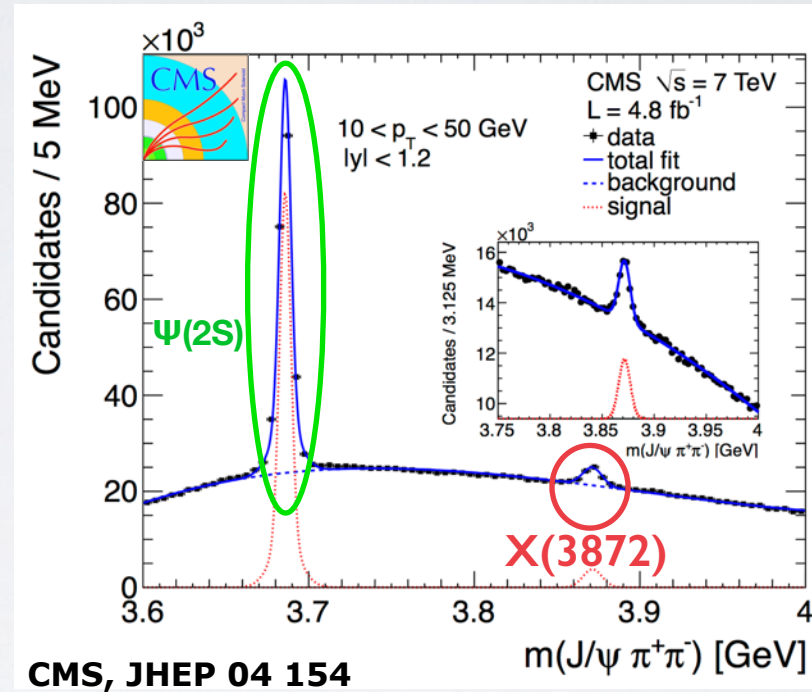 ×10³
CMS
CMS √s = 7 TeV
L = 4.8 fb⁻¹
data
total fit
background
signal
10 < p_T < 50 GeV
|y| < 1.2
Candidates / 5 MeV
100
80
60
40
20
0
3.6
3.7
3.8
3.9
4
m(J/ψ π⁺π⁻) [GeV]
Ψ(2S)
X(3872)
×10³
Candidates / 3.125 MeV
16
14
12
10
3.75
3.8
3.85
3.9
3.95
4
m(J/ψ π⁺π⁻) [GeV]
CMS, JHEP 04 154